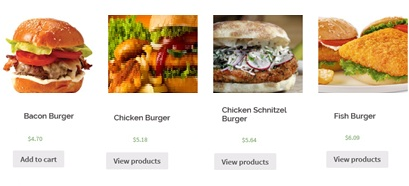 Bacon Burger
$4.70
Add to cart
Chicken Burger
$5.18
View products
Chicken Schnitzel
Burger
$5.64
View products
Fish Burger
$6.09
View products